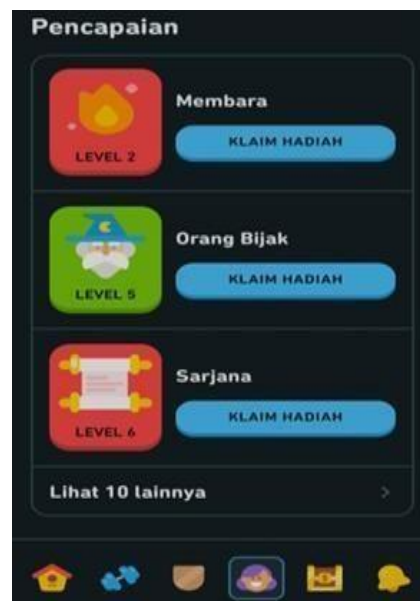 Pencapaian
LEVEL 2
Membara
KLAIM HADIAH
LEVEL 5
Orang Bijak
KLAIM HADIAH
LEVEL 6
Sarjana
KLAIM HADIAH
Lihat 10 lainnya